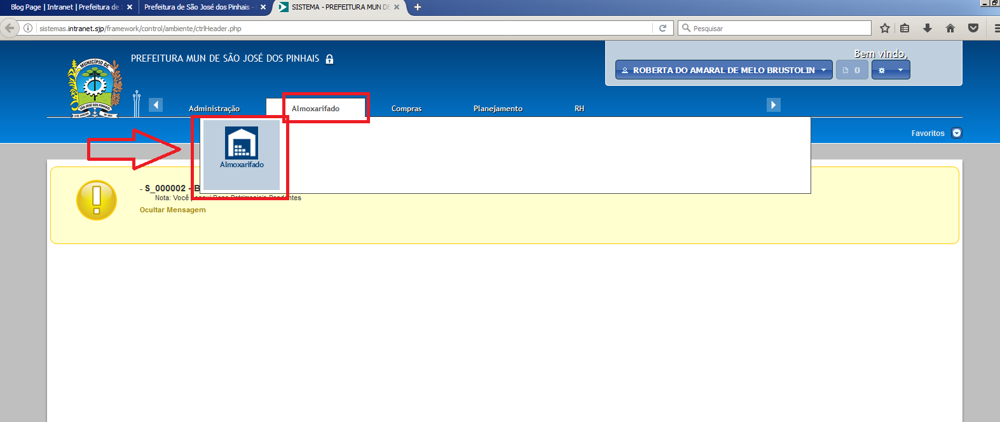 Blog Page | Intranet | Prefeitura de
Prefeitura de São José dos Pinhais -
SISTEMA - PREFEITURA MUN DE
sistemas.intranet.sjp/framework/control/ambiente/ctrlHeader.php
Pesquisar
MUNICÍPIO DE
SÃO JOSÉ DOS PINHAIS
PREFEITURA MUN DE SÃO JOSÉ DOS PINHAIS
Bem vindo,
ROBERTA DO AMARAL DE MELO BRUSTOLIN
0
Administração
Almoxarifado
Compras
Planejamento
RH
Favoritos
Almoxarifado
- S_000002 - B
Nota: Você
Ocultar Mensagem